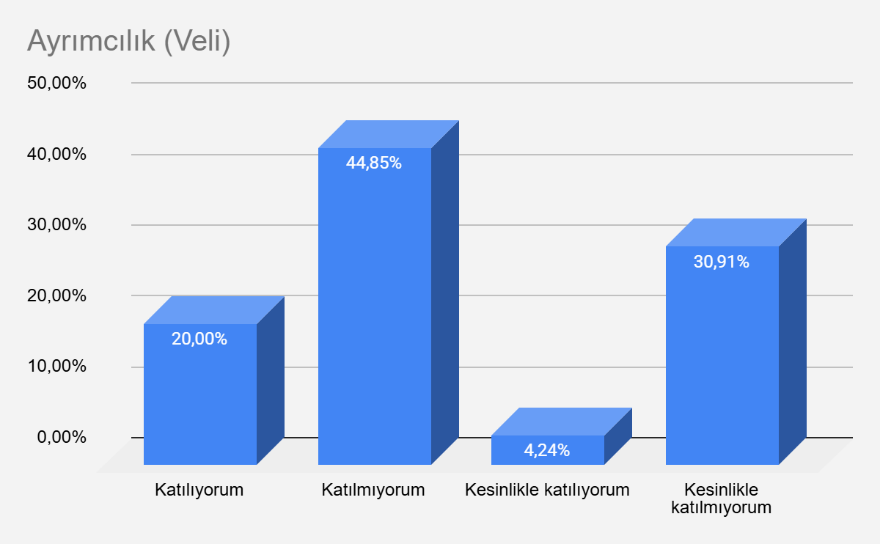 Ayrımcılık (Veli)
50,00%
40,00%
30,00%
20,00%
10,00%
0,00%
20,00%
44,85%
4,24%
30,91%
Katılıyorum
Katılmıyorum
Kesinlikle katılıyorum
Kesinlikle
katılmıyorum